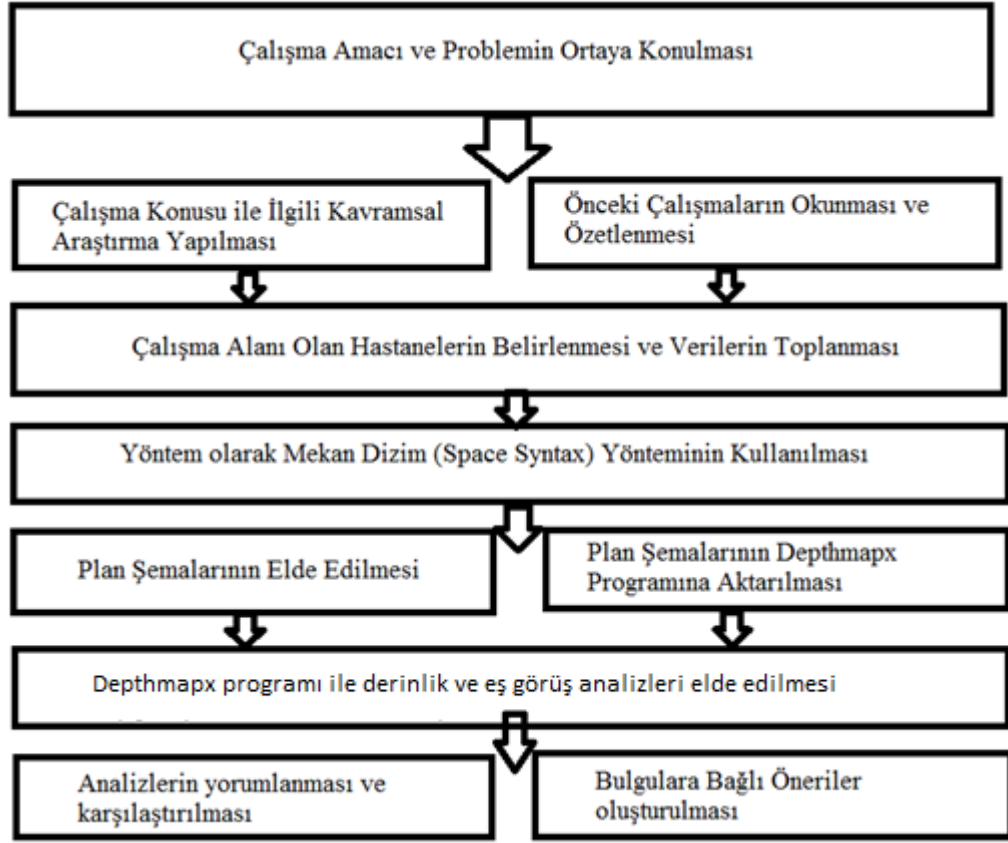 Çalışma Amacı ve Problemin Ortaya Konulması
Çalışma Konusu ile İlgili Kavramsal
Araştırma Yapılması
Önceki Çalışmaların Okunması ve
Özetlenmesi
Çalışma Alanı Olan Hastanelerin Belirlenmesi ve Verilerin Toplanması
Yöntem olarak Mekan Dizim (Space Syntax) Yönteminin Kullanılması
Plan Şemalarının Elde Edilmesi
Plan Şemalarının Depthmapx
Programına Aktarılması
Depthmapx programı ile derinlik ve eş görüş analizleri elde edilmesi
Analizlerin yorumlanması ve
karşılaştırılması
Bulgulara Bağlı Öneriler
oluşturulması